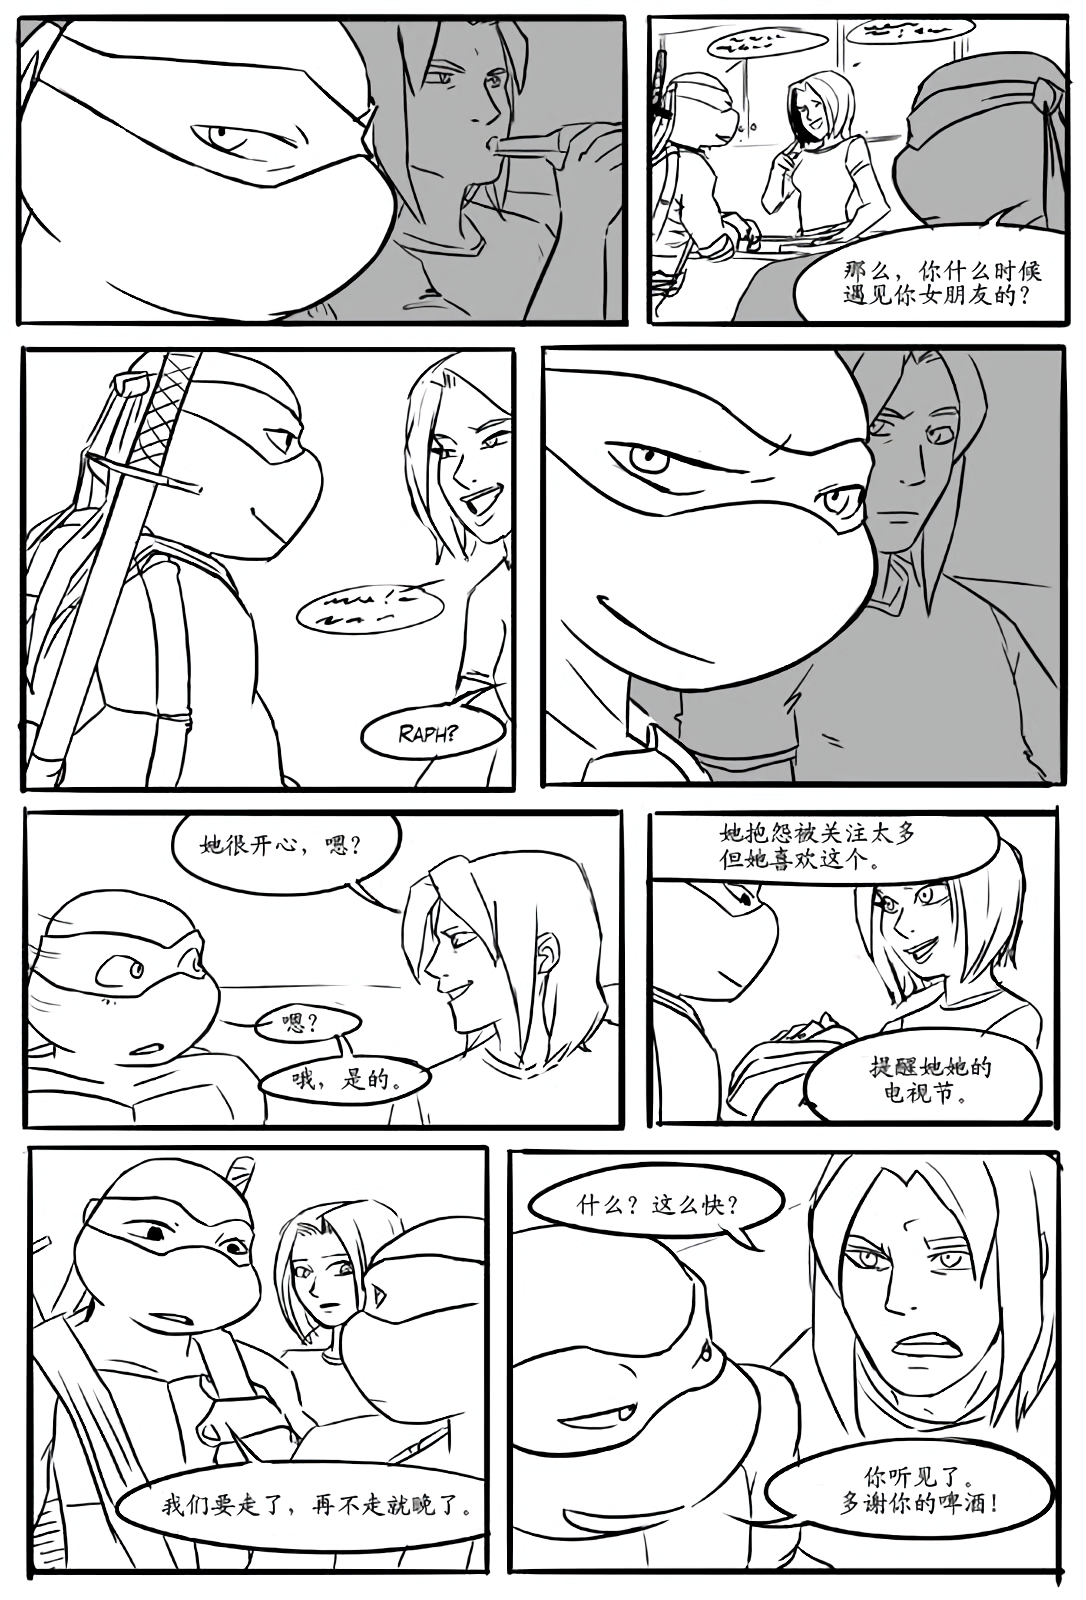 那么，你什么时候
遇见你女朋友的？
RAPH?
她很开心，嗯？
嗯？
哦，是的。
她抱怨被关注太多
但她喜欢这个。
提醒她她的
电视节。
我们要走了，再不走就晚了。
什么？这么快？
你听见了。
多谢你的啤酒！